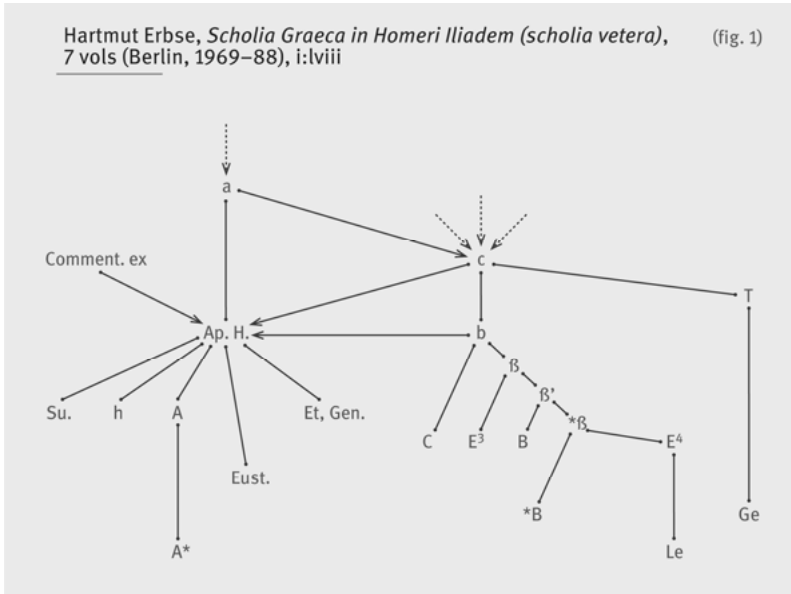 Hartmut Erbse, Scholia Graeca in Homeri Iliadem (scholia vetera),
7 vols (Berlin, 1969–88), i:lviii
(fig. 1)
a
Comment. ex
c
T
Ap. H.
b
ß
ß'
*ß
Su.
h
A
Et, Gen.
C
E³
B
E⁴
Eust.
*B
Ge
A*
Le